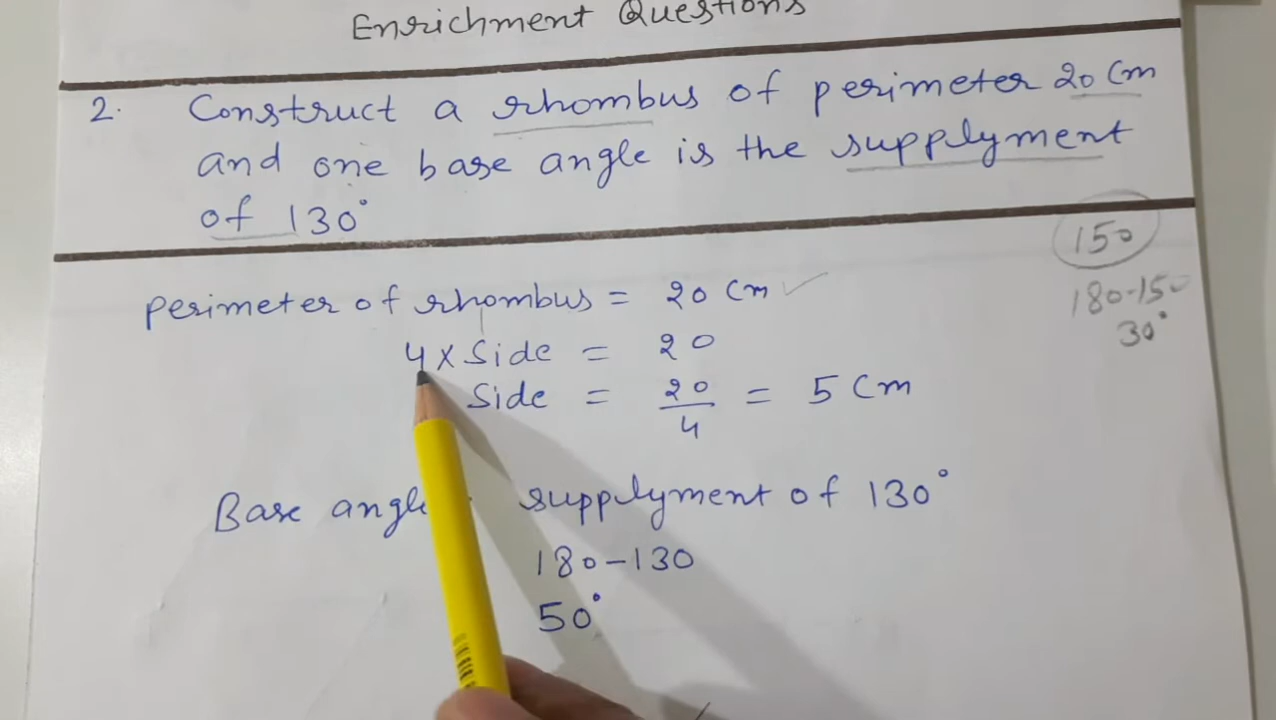 Enrichment Questions
2. Construct a rhombus of perimeter 20 Cm
and one base angle is the supplyment
of 130°
150
180-150
30°
perimeter of rhombus = 20 Cm ✓
4 x Side = 20
Side = 20/4 = 5 Cm
Base angle supplyment of 130°
180-130
50°